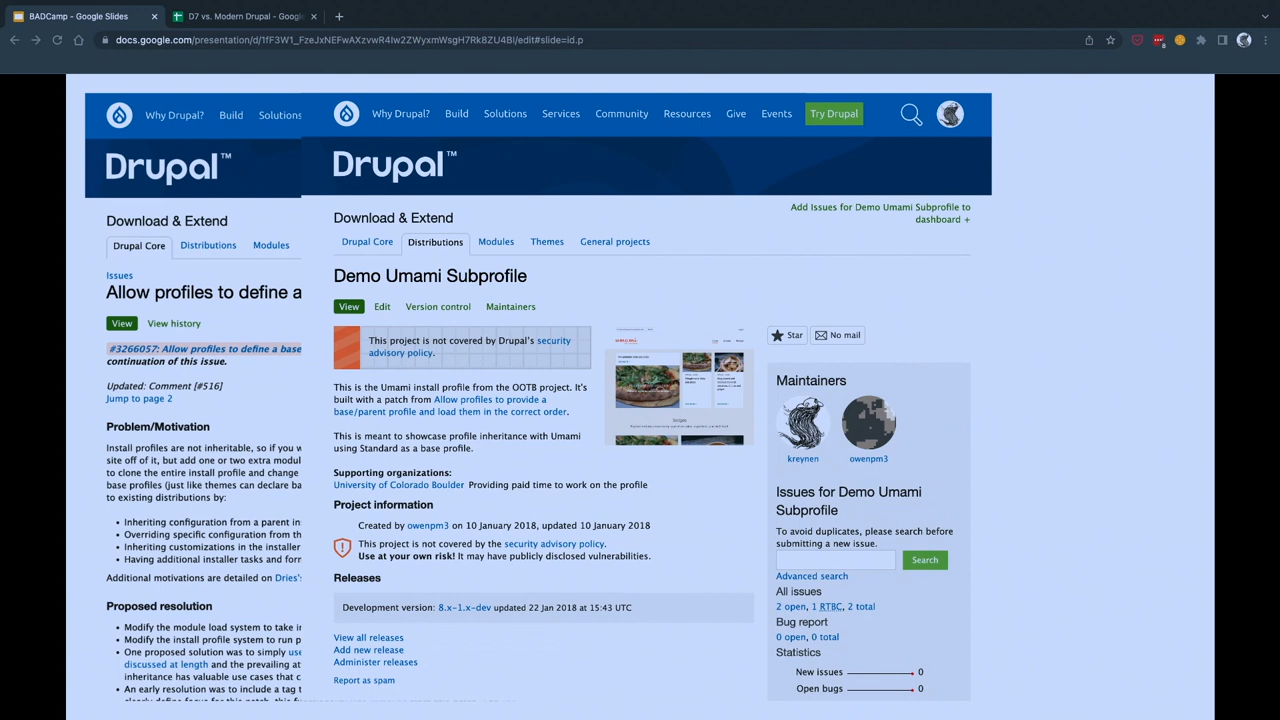 BADCamp - Google Slides
D7 vs. Modern Drupal - Google
docs.google.com/presentation/d/1fF3W1_FzeJxNEFwAXzvwR4lw2ZWyxmWsgH7Rk8ZU4BI/edit#slide=id.p
8
Why Drupal? Build Solutions
Drupal™
Download & Extend
Drupal Core Distributions Modules
Issues
Allow profiles to define a
View View history
#3266057: Allow profiles to define a base
continuation of this issue.
Updated: Comment [#516]
Jump to page 2
Problem/Motivation
Install profiles are not inheritable, so if you w
site off of it, but add one or two extra modul
to clone the entire install profile and change
base profiles (just like themes can declare ba
to existing distributions by:
Inheriting configuration from a parent in
Overriding specific configuration from th
Inheriting customizations in the installer
Having additional installer tasks and forr
Additional motivations are detailed on Dries's
Proposed resolution
Modify the module load system to take in
Modify the install profile system to run p
One proposed solution was to simply use
discussed at length and the prevailing at
inheritance has valuable use cases that c
An early resolution was to include a tag t
Why Drupal? Build Solutions Services Community Resources Give Events Try Drupal
Drupal™
Add Issues for Demo Umami Subprofile to
dashboard +
Download & Extend
Drupal Core Distributions Modules Themes General projects
Demo Umami Subprofile
View Edit Version control Maintainers
This project is not covered by Drupal's security
advisory policy.
This is the Umami install profile from the OOTB project. It's
built with a patch from Allow profiles to provide a
base/parent profile and load them in the correct order.
This is meant to showcase profile inheritance with Umami
using Standard as a base profile.
Supporting organizations:
University of Colorado Boulder Providing paid time to work on the profile
Project information
Created by owenpm3 on 10 January 2018, updated 10 January 2018
This project is not covered by the security advisory policy.
Use at your own risk! It may have publicly disclosed vulnerabilities.
Releases
Development version: 8.x-1.x-dev updated 22 Jan 2018 at 15:43 UTC
View all releases
Add new release
Administer releases
Report as spam
Star No mail
Maintainers
kreynen owenpm3
Issues for Demo Umami
Subprofile
To avoid duplicates, please search before
submitting a new issue.
Search
Advanced search
All issues
2 open, 1 RTBC, 2 total
Bug report
0 open, 0 total
Statistics
New issues 0
Open bugs 0